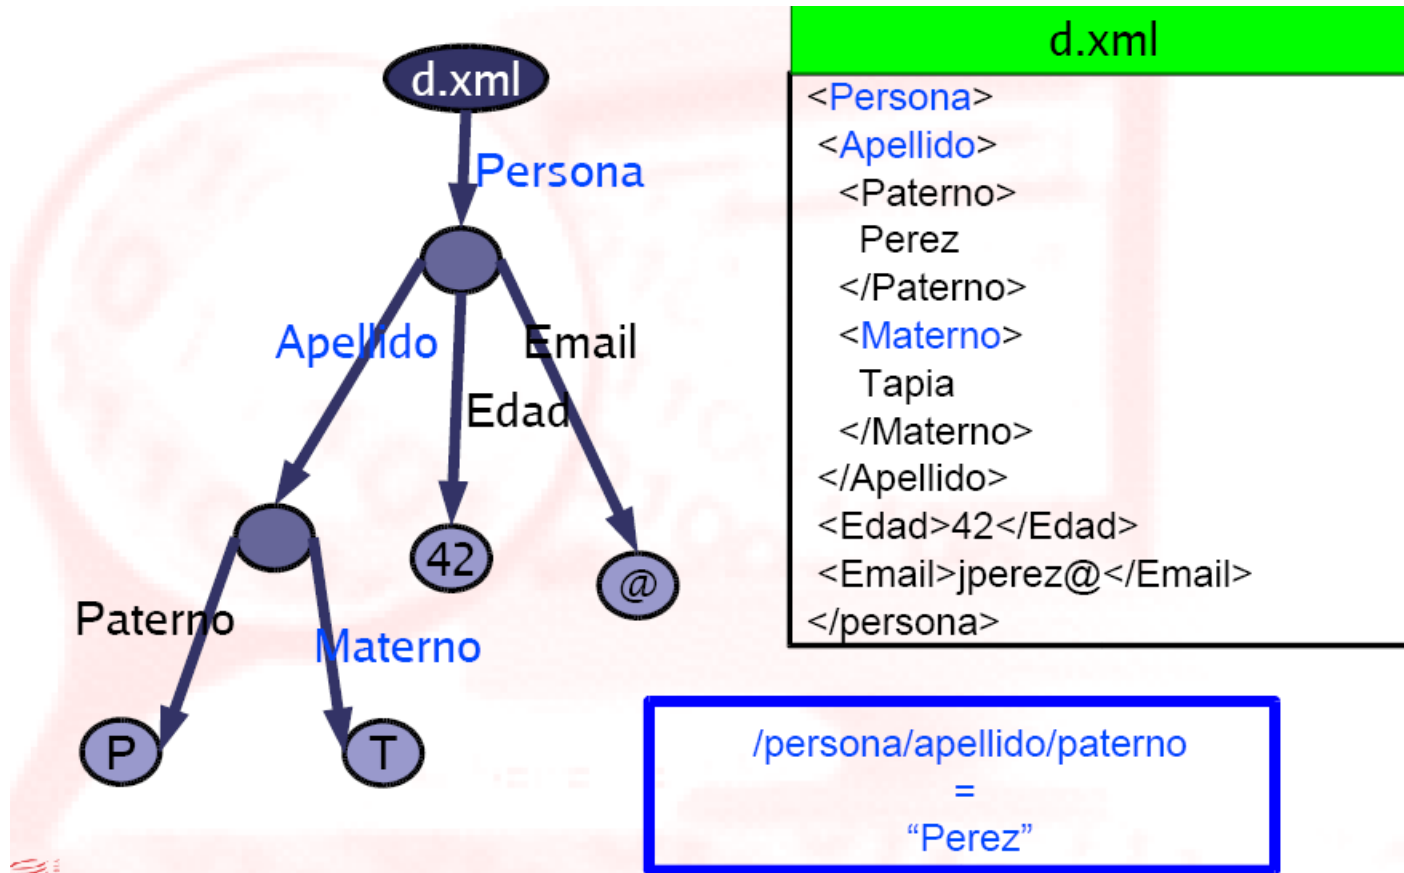 d.xml
Persona
Apellido
Email
Edad
42
@
Paterno
Materno
P
T
d.xml
<Persona>
<Apellido>
<Paterno>
Perez
</Paterno>
<Materno>
Tapia
</Materno>
</Apellido>
<Edad>42</Edad>
<Email>jperez@</Email>
</persona>
/persona/apellido/paterno
=
“Perez”